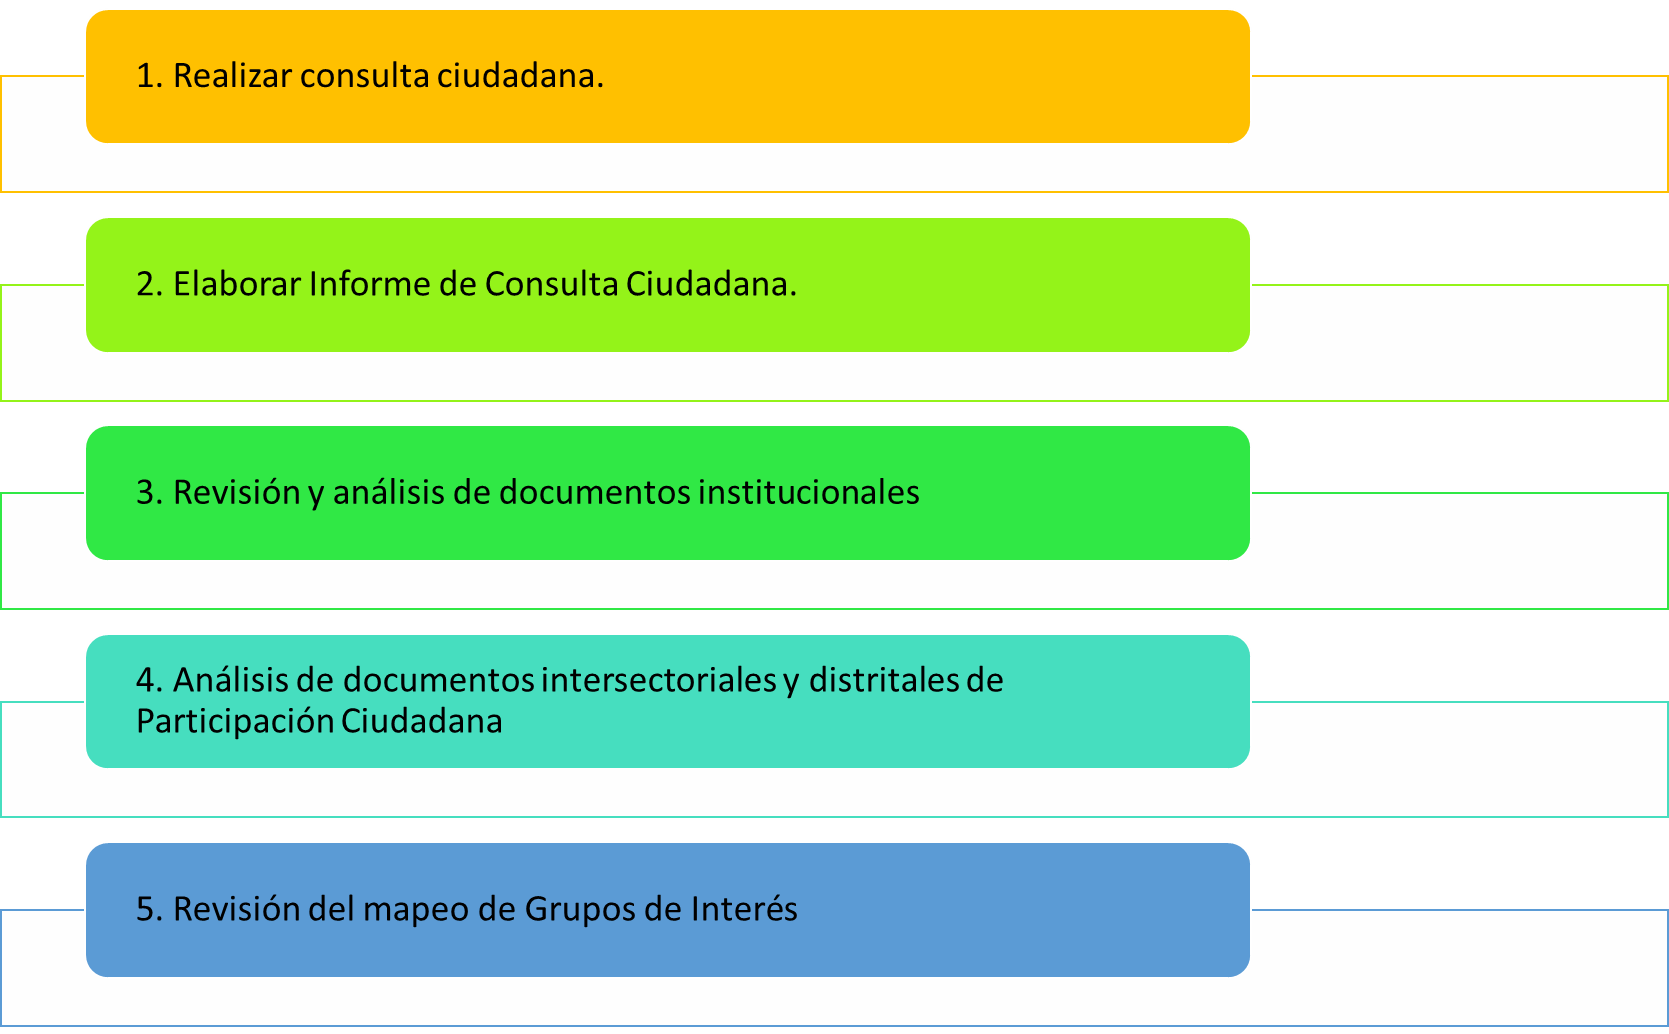 1. Realizar consulta ciudadana.
2. Elaborar Informe de Consulta Ciudadana.
3. Revisión y análisis de documentos institucionales
4. Análisis de documentos intersectoriales y distritales de
Participación Ciudadana
5. Revisión del mapeo de Grupos de Interés